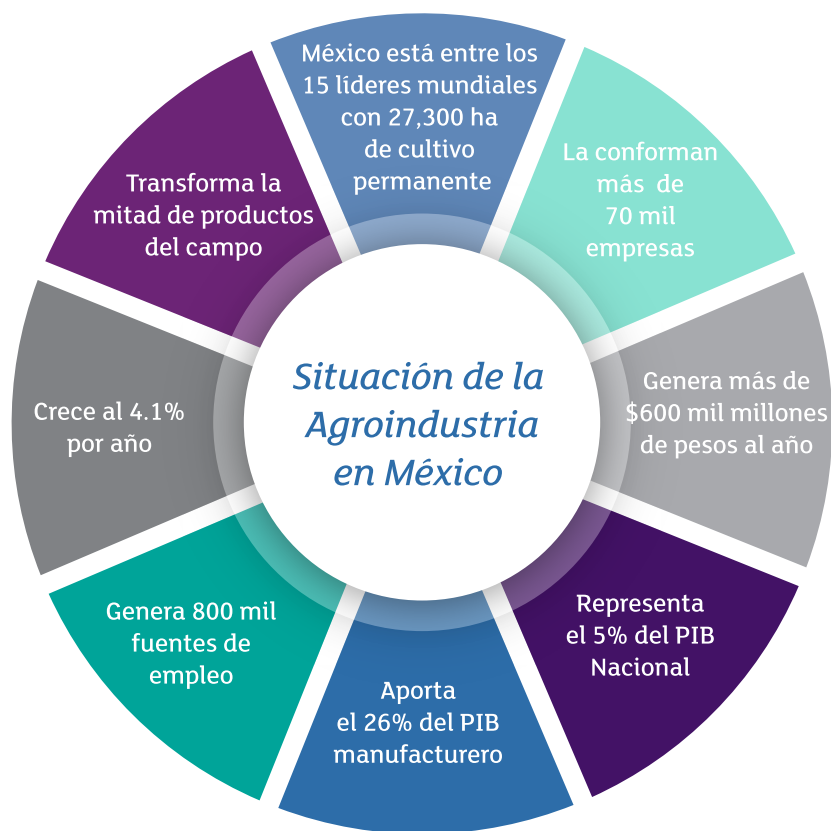 México está entre los
15 líderes mundiales
con 27,300 ha
de cultivo
permanente
La conforman
más de
70 mil
empresas
Genera más de
$600 mil millones
de pesos al año
Representa
el 5% del PIB
Nacional
Aporta
el 26% del PIB
manufacturero
Genera 800 mil
fuentes de
empleo
Crece al 4.1%
por año
Transforma la
mitad de productos
del campo
Situación de la
Agroindustria
en México